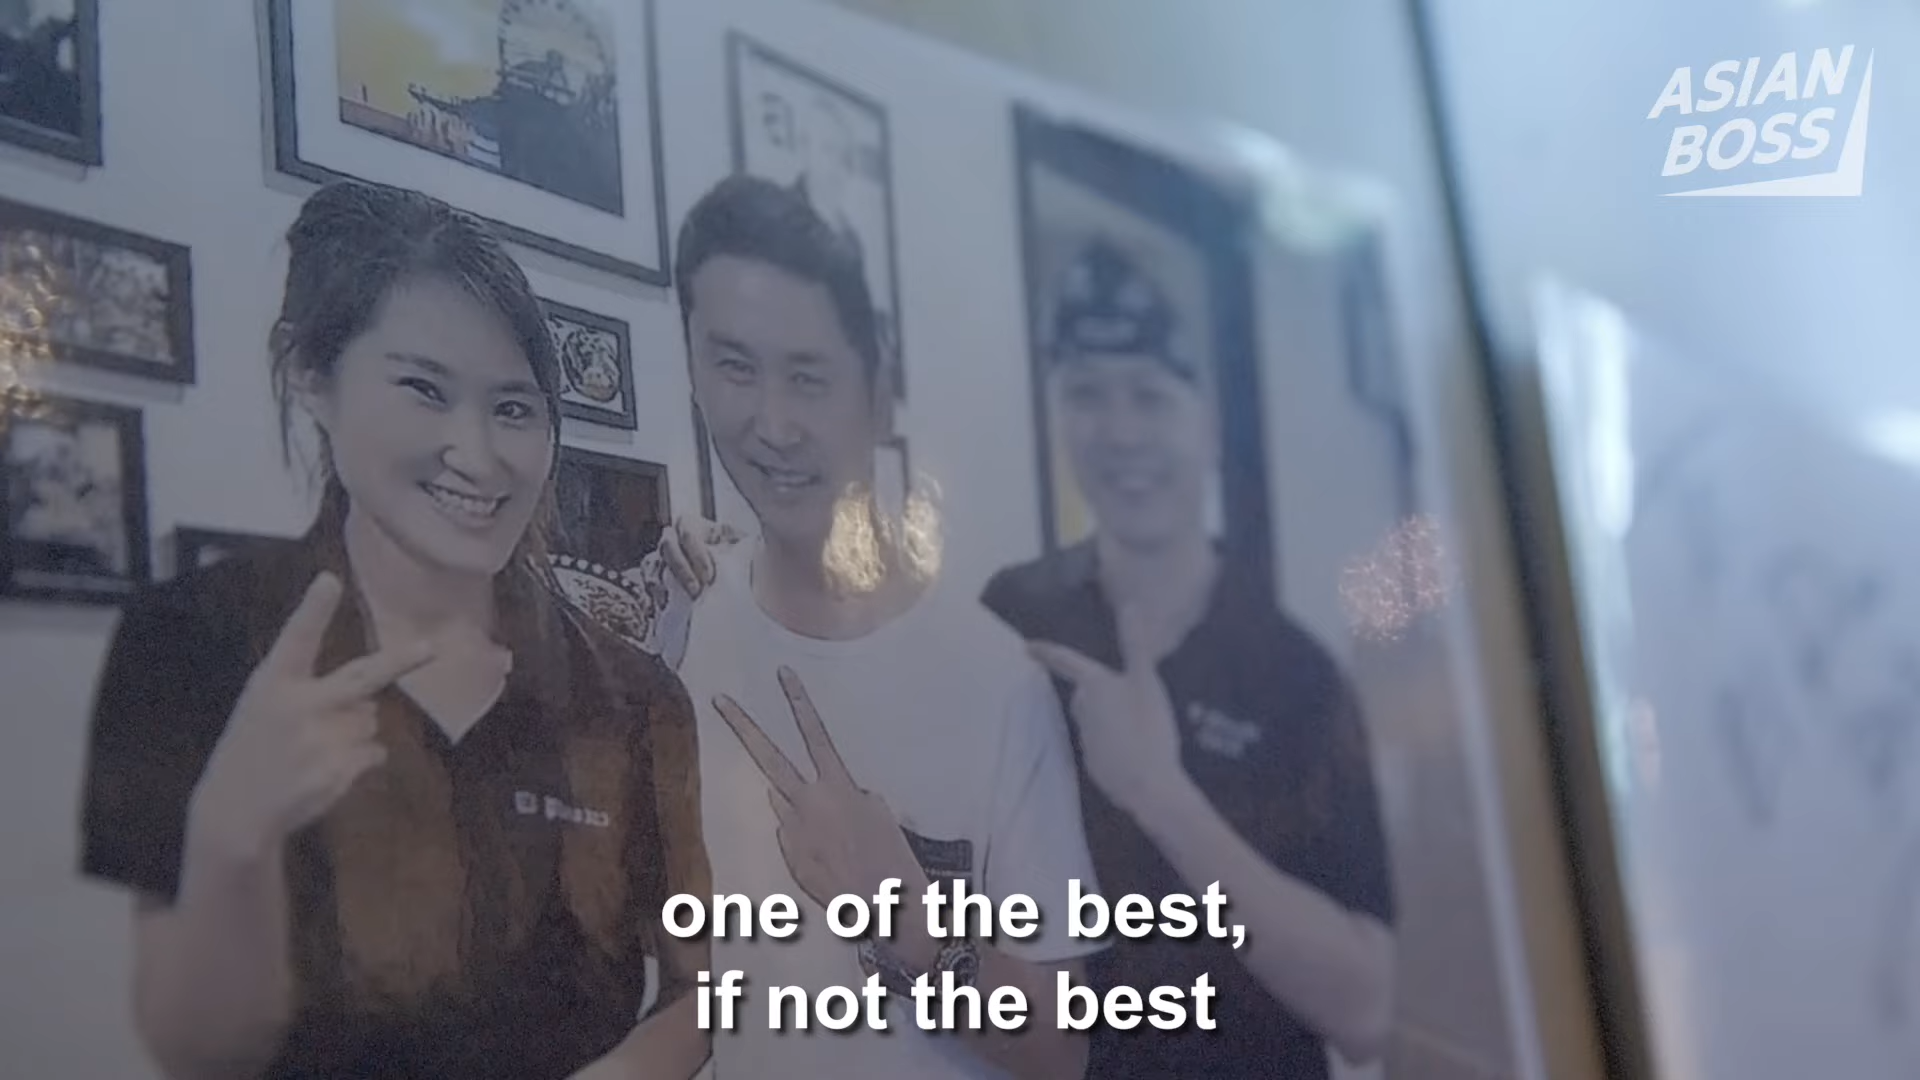 ASIAN
BOSS
one of the best,
if not the best